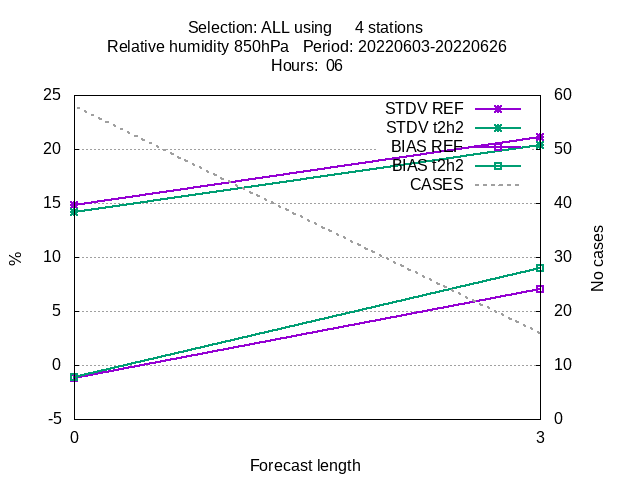 Selection: ALL using 4 stations
Relative humidity 850hPa Period: 20220603-20220626
Hours: 06
25
20
15
10
5
0
-5
%
STDV REF
STDV t2h2
BIAS REF
BIAS t2h2
CASES
60
50
40
30
20
10
0
No cases
0
3
Forecast length